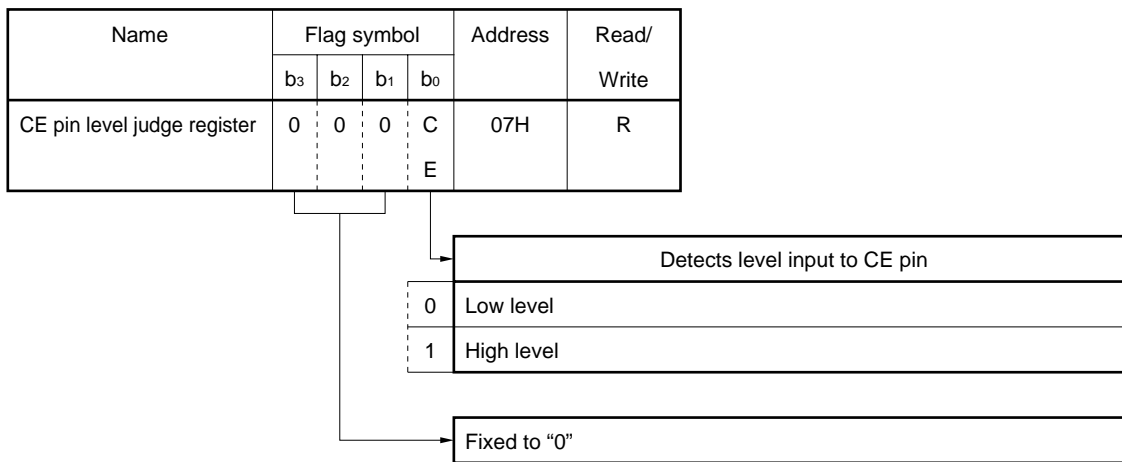 Name Flag symbol Address Read/
b3 b2 b1 b0 Write
CE pin level judge register 0 0 0 C 07H R
E
Detects level input to CE pin
0 Low level
1 High level
Fixed to “0”